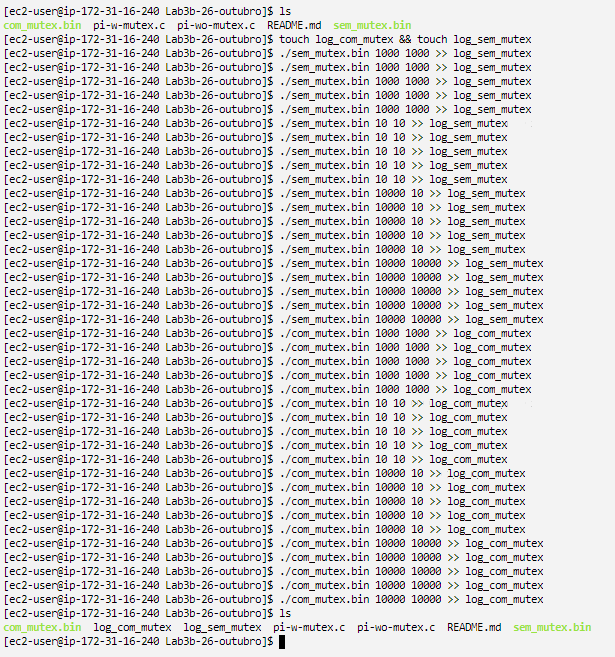 [ec2-user@ip-172-31-16-240 Lab3b-26-outubro]$ ls
com_mutex.bin  pi-w-mutex.c  pi-wo-mutex.c  README.md  sem_mutex.bin
[ec2-user@ip-172-31-16-240 Lab3b-26-outubro]$ touch log_com_mutex && touch log_sem_mutex
[ec2-user@ip-172-31-16-240 Lab3b-26-outubro]$ ./sem_mutex.bin 1000 1000 >> log_sem_mutex
[ec2-user@ip-172-31-16-240 Lab3b-26-outubro]$ ./sem_mutex.bin 1000 1000 >> log_sem_mutex
[ec2-user@ip-172-31-16-240 Lab3b-26-outubro]$ ./sem_mutex.bin 1000 1000 >> log_sem_mutex
[ec2-user@ip-172-31-16-240 Lab3b-26-outubro]$ ./sem_mutex.bin 1000 1000 >> log_sem_mutex
[ec2-user@ip-172-31-16-240 Lab3b-26-outubro]$ ./sem_mutex.bin 1000 1000 >> log_sem_mutex
[ec2-user@ip-172-31-16-240 Lab3b-26-outubro]$ ./sem_mutex.bin 10 10 >> log_sem_mutex
[ec2-user@ip-172-31-16-240 Lab3b-26-outubro]$ ./sem_mutex.bin 10 10 >> log_sem_mutex
[ec2-user@ip-172-31-16-240 Lab3b-26-outubro]$ ./sem_mutex.bin 10 10 >> log_sem_mutex
[ec2-user@ip-172-31-16-240 Lab3b-26-outubro]$ ./sem_mutex.bin 10 10 >> log_sem_mutex
[ec2-user@ip-172-31-16-240 Lab3b-26-outubro]$ ./sem_mutex.bin 10 10 >> log_sem_mutex
[ec2-user@ip-172-31-16-240 Lab3b-26-outubro]$ ./sem_mutex.bin 10000 10 >> log_sem_mutex
[ec2-user@ip-172-31-16-240 Lab3b-26-outubro]$ ./sem_mutex.bin 10000 10 >> log_sem_mutex
[ec2-user@ip-172-31-16-240 Lab3b-26-outubro]$ ./sem_mutex.bin 10000 10 >> log_sem_mutex
[ec2-user@ip-172-31-16-240 Lab3b-26-outubro]$ ./sem_mutex.bin 10000 10 >> log_sem_mutex
[ec2-user@ip-172-31-16-240 Lab3b-26-outubro]$ ./sem_mutex.bin 10000 10 >> log_sem_mutex
[ec2-user@ip-172-31-16-240 Lab3b-26-outubro]$ ./sem_mutex.bin 10000 10000 >> log_sem_mutex
[ec2-user@ip-172-31-16-240 Lab3b-26-outubro]$ ./sem_mutex.bin 10000 10000 >> log_sem_mutex
[ec2-user@ip-172-31-16-240 Lab3b-26-outubro]$ ./sem_mutex.bin 10000 10000 >> log_sem_mutex
[ec2-user@ip-172-31-16-240 Lab3b-26-outubro]$ ./sem_mutex.bin 10000 10000 >> log_sem_mutex
[ec2-user@ip-172-31-16-240 Lab3b-26-outubro]$ ./sem_mutex.bin 10000 10000 >> log_sem_mutex
[ec2-user@ip-172-31-16-240 Lab3b-26-outubro]$ ./com_mutex.bin 1000 1000 >> log_com_mutex
[ec2-user@ip-172-31-16-240 Lab3b-26-outubro]$ ./com_mutex.bin 1000 1000 >> log_com_mutex
[ec2-user@ip-172-31-16-240 Lab3b-26-outubro]$ ./com_mutex.bin 1000 1000 >> log_com_mutex
[ec2-user@ip-172-31-16-240 Lab3b-26-outubro]$ ./com_mutex.bin 1000 1000 >> log_com_mutex
[ec2-user@ip-172-31-16-240 Lab3b-26-outubro]$ ./com_mutex.bin 1000 1000 >> log_com_mutex
[ec2-user@ip-172-31-16-240 Lab3b-26-outubro]$ ./com_mutex.bin 10 10 >> log_com_mutex
[ec2-user@ip-172-31-16-240 Lab3b-26-outubro]$ ./com_mutex.bin 10 10 >> log_com_mutex
[ec2-user@ip-172-31-16-240 Lab3b-26-outubro]$ ./com_mutex.bin 10 10 >> log_com_mutex
[ec2-user@ip-172-31-16-240 Lab3b-26-outubro]$ ./com_mutex.bin 10 10 >> log_com_mutex
[ec2-user@ip-172-31-16-240 Lab3b-26-outubro]$ ./com_mutex.bin 10 10 >> log_com_mutex
[ec2-user@ip-172-31-16-240 Lab3b-26-outubro]$ ./com_mutex.bin 10000 10 >> log_com_mutex
[ec2-user@ip-172-31-16-240 Lab3b-26-outubro]$ ./com_mutex.bin 10000 10 >> log_com_mutex
[ec2-user@ip-172-31-16-240 Lab3b-26-outubro]$ ./com_mutex.bin 10000 10 >> log_com_mutex
[ec2-user@ip-172-31-16-240 Lab3b-26-outubro]$ ./com_mutex.bin 10000 10 >> log_com_mutex
[ec2-user@ip-172-31-16-240 Lab3b-26-outubro]$ ./com_mutex.bin 10000 10 >> log_com_mutex
[ec2-user@ip-172-31-16-240 Lab3b-26-outubro]$ ./com_mutex.bin 10000 10000 >> log_com_mutex
[ec2-user@ip-172-31-16-240 Lab3b-26-outubro]$ ./com_mutex.bin 10000 10000 >> log_com_mutex
[ec2-user@ip-172-31-16-240 Lab3b-26-outubro]$ ./com_mutex.bin 10000 10000 >> log_com_mutex
[ec2-user@ip-172-31-16-240 Lab3b-26-outubro]$ ./com_mutex.bin 10000 10000 >> log_com_mutex
[ec2-user@ip-172-31-16-240 Lab3b-26-outubro]$ ./com_mutex.bin 10000 10000 >> log_com_mutex
[ec2-user@ip-172-31-16-240 Lab3b-26-outubro]$ ls
com_mutex.bin  log_com_mutex  log_sem_mutex  pi-w-mutex.c  pi-wo-mutex.c  README.md  sem_mutex.bin
[ec2-user@ip-172-31-16-240 Lab3b-26-outubro]$